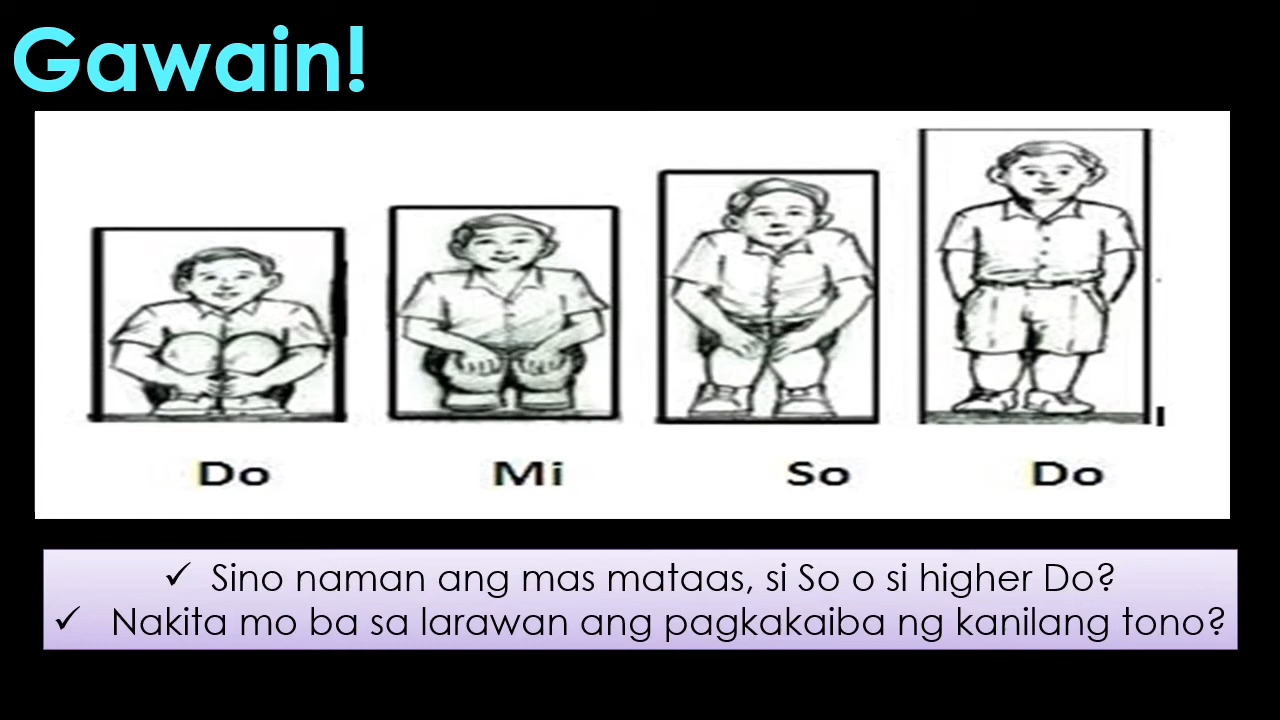 Gawain!
Do Mi So Do
✓ Sino naman ang mas mataas, si So o si higher Do?
✓ Nakita mo ba sa larawan ang pagkakaiba ng kanilang tono?